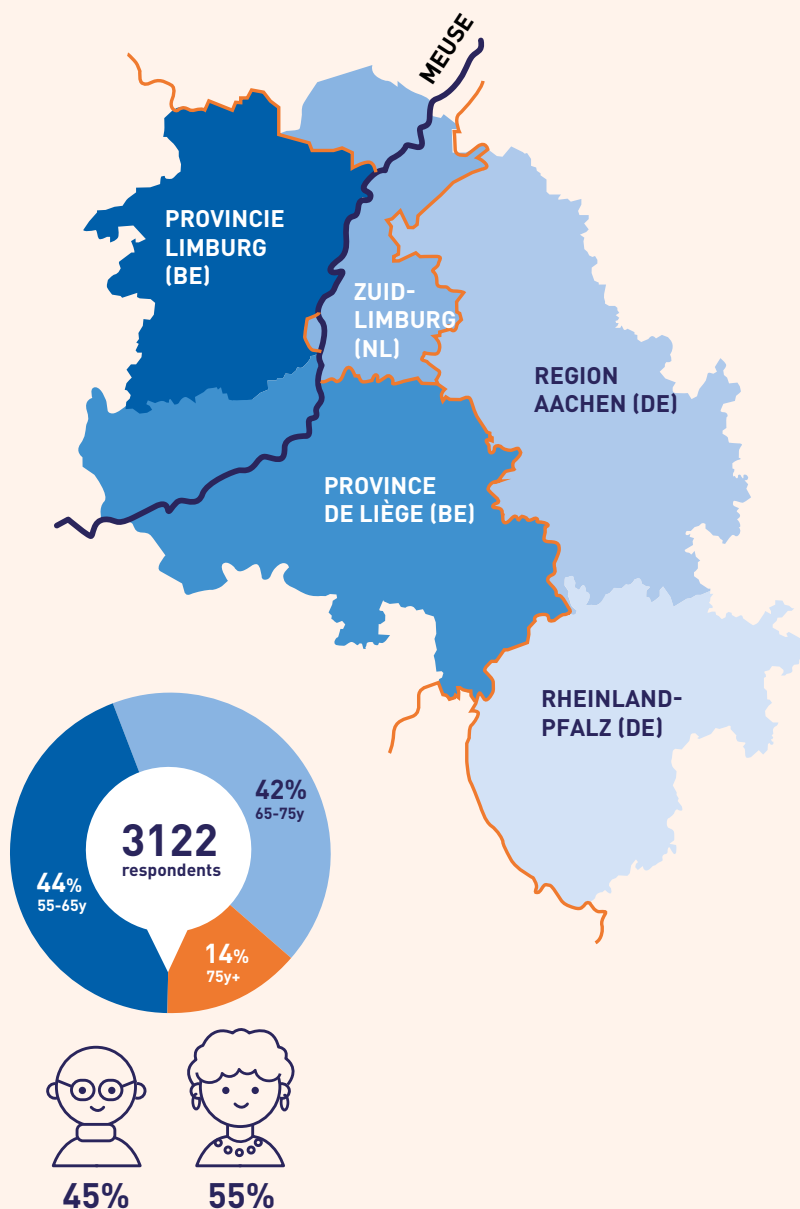 MEUSE
PROVINCIE
LIMBURG
(BE)
ZUID-
LIMBURG
(NL)
REGION
AACHEN (DE)
PROVINCE
DE LIÈGE (BE)
RHEINLAND-
PFALZ (DE)
42%
65-75y
3122
respondents
44%
55-65y
14%
75y+
45%
55%